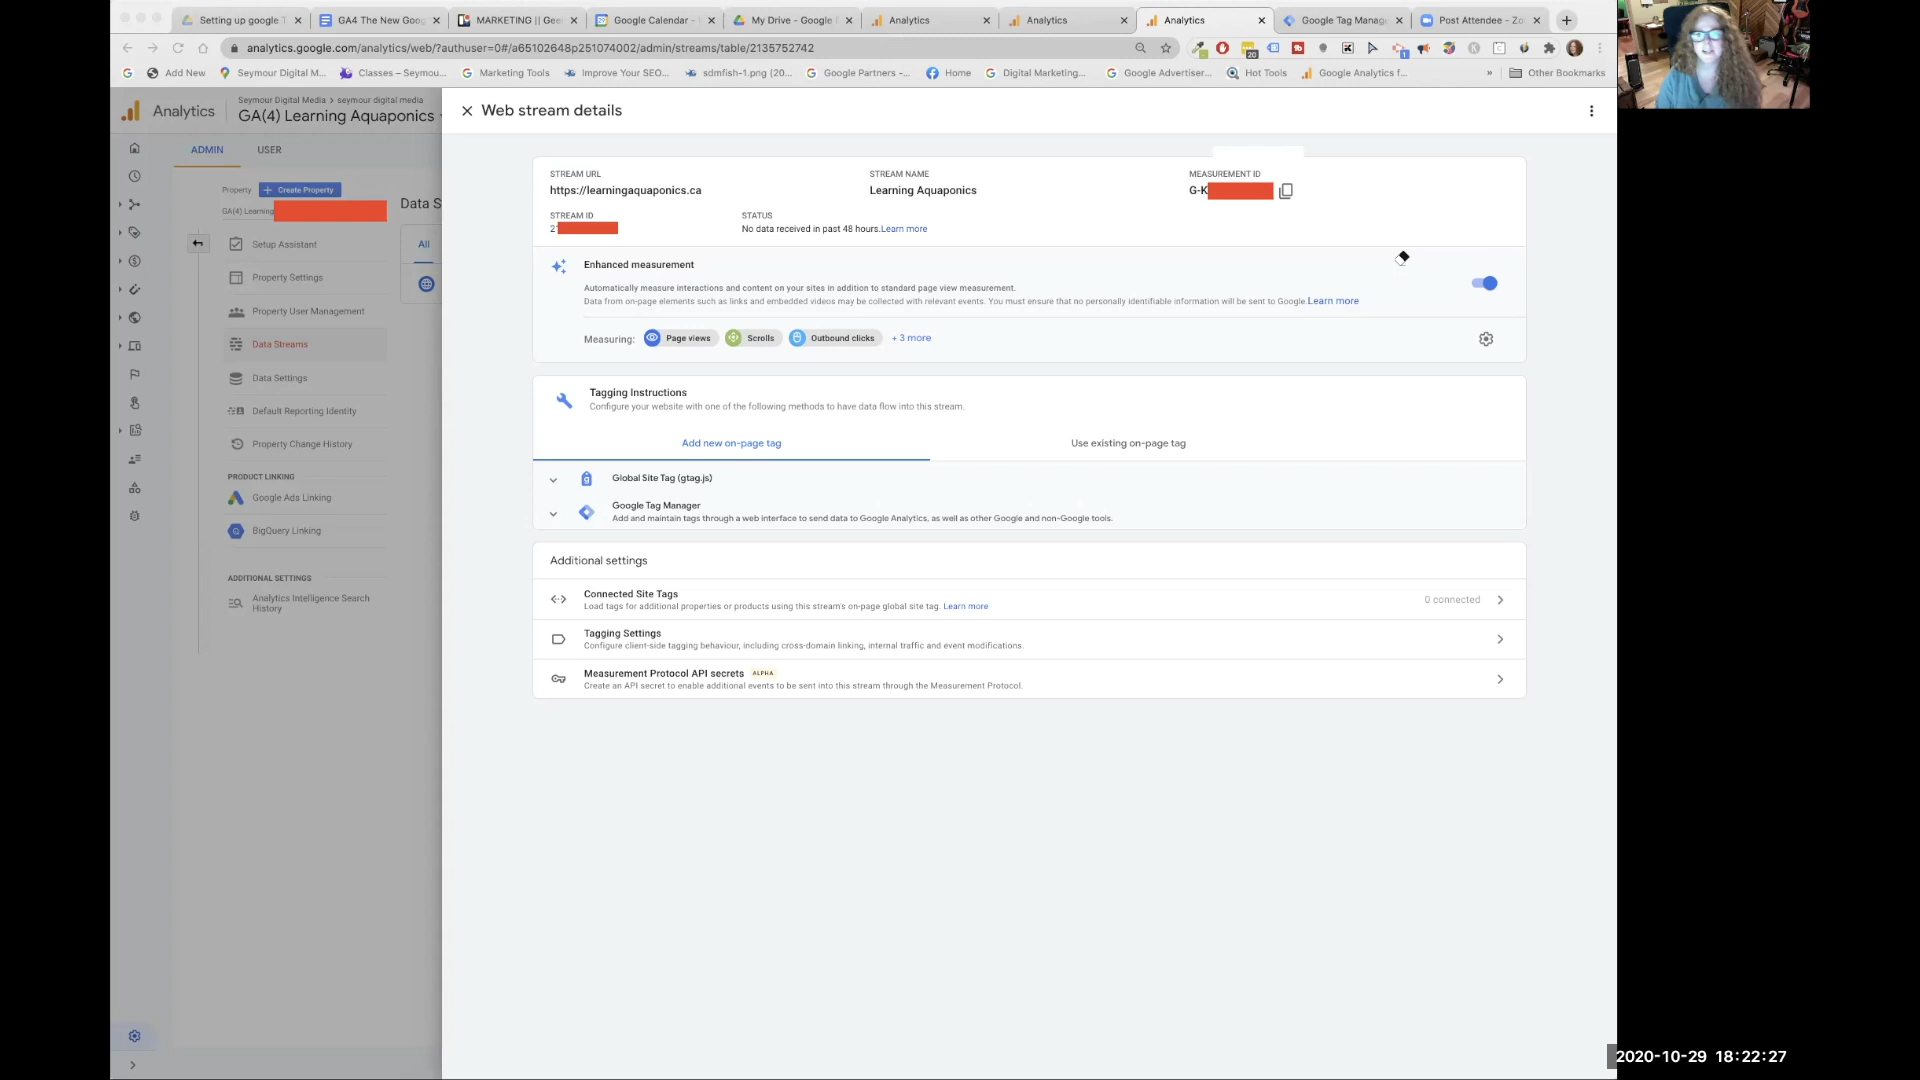 Setting up google T
GA4 The New Goog
MARKETING || Gee
Google Calendar -
My Drive - Google
Analytics
Analytics
Analytics
Google Tag Manag
Post Attendee - Zo
analytics.google.com/analytics/web/?authuser=0#/a65102648p251074002/admin/streams/table/2135752742
20
1
Add New
Seymour Digital M...
Classes – Seymou...
Marketing Tools
Improve Your SEO...
sdmfish-1.png (20...
Google Partners -...
Home
Digital Marketing...
Google Advertiser...
Hot Tools
Google Analytics f...
»
Other Bookmarks
Analytics
Seymour Digital Media > seymour digital media
GA(4) Learning Aquaponics
ADMIN
USER
Property
+ Create Property
GA(4) Learning
Setup Assistant
Property Settings
Property User Management
Data Streams
Data Settings
Default Reporting Identity
Property Change History
PRODUCT LINKING
Google Ads Linking
BigQuery Linking
ADDITIONAL SETTINGS
Analytics Intelligence Search
History
Data S
All
Web stream details
STREAM URL
https://learningaquaponics.ca
STREAM NAME
Learning Aquaponics
MEASUREMENT ID
G-K
STREAM ID
21
STATUS
No data received in past 48 hours. Learn more
Enhanced measurement
Automatically measure interactions and content on your sites in addition to standard page view measurement.
Data from on-page elements such as links and embedded videos may be collected with relevant events. You must ensure that no personally identifiable information will be sent to Google. Learn more
Measuring:
Page views
Scrolls
Outbound clicks
+ 3 more
Tagging Instructions
Configure your website with one of the following methods to have data flow into this stream.
Add new on-page tag
Use existing on-page tag
Global Site Tag (gtag.js)
Google Tag Manager
Add and maintain tags through a web interface to send data to Google Analytics, as well as other Google and non-Google tools.
Additional settings
Connected Site Tags
Load tags for additional properties or products using this stream's on-page global site tag. Learn more
0 connected
Tagging Settings
Configure client-side tagging behaviour, including cross-domain linking, internal traffic and event modifications.
Measurement Protocol API secrets ALPHA
Create an API secret to enable additional events to be sent into this stream through the Measurement Protocol.
2020-10-29 18:22:27